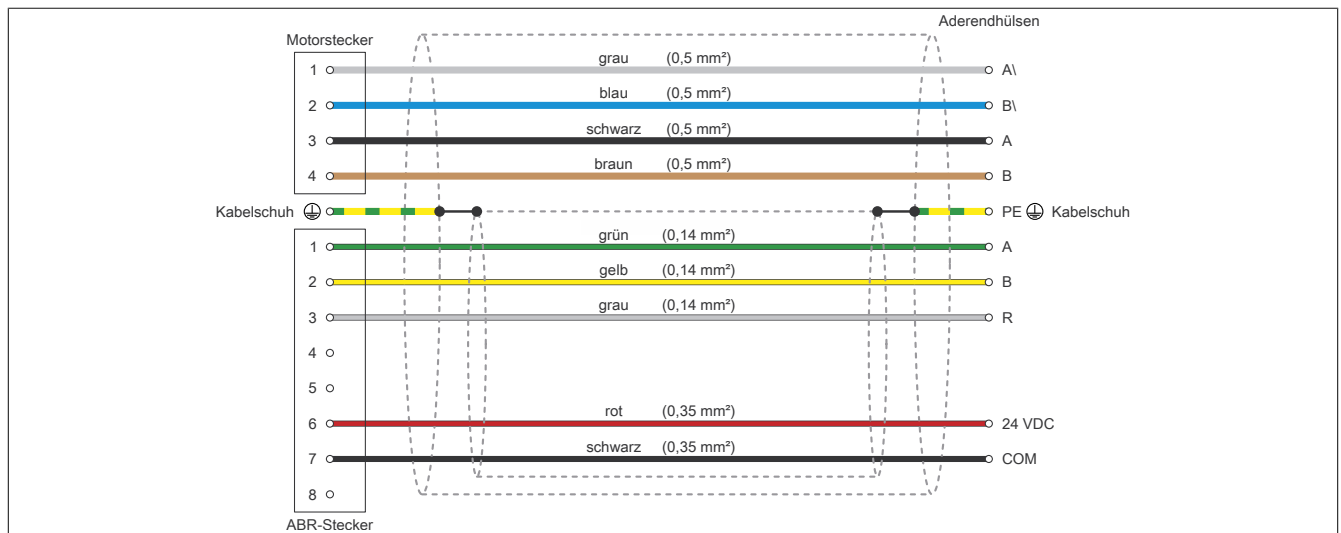 Aderendhülsen
Motorstecker
1 grau (0,5 mm²) A\
2 blau (0,5 mm²) B\
3 schwarz (0,5 mm²) A
4 braun (0,5 mm²) B
Kabelschuh PE Kabelschuh
1 grün (0,14 mm²) A
2 gelb (0,14 mm²) B
3 grau (0,14 mm²) R
4
5
6 rot (0,35 mm²) 24 VDC
7 schwarz (0,35 mm²) COM
8
ABR-Stecker